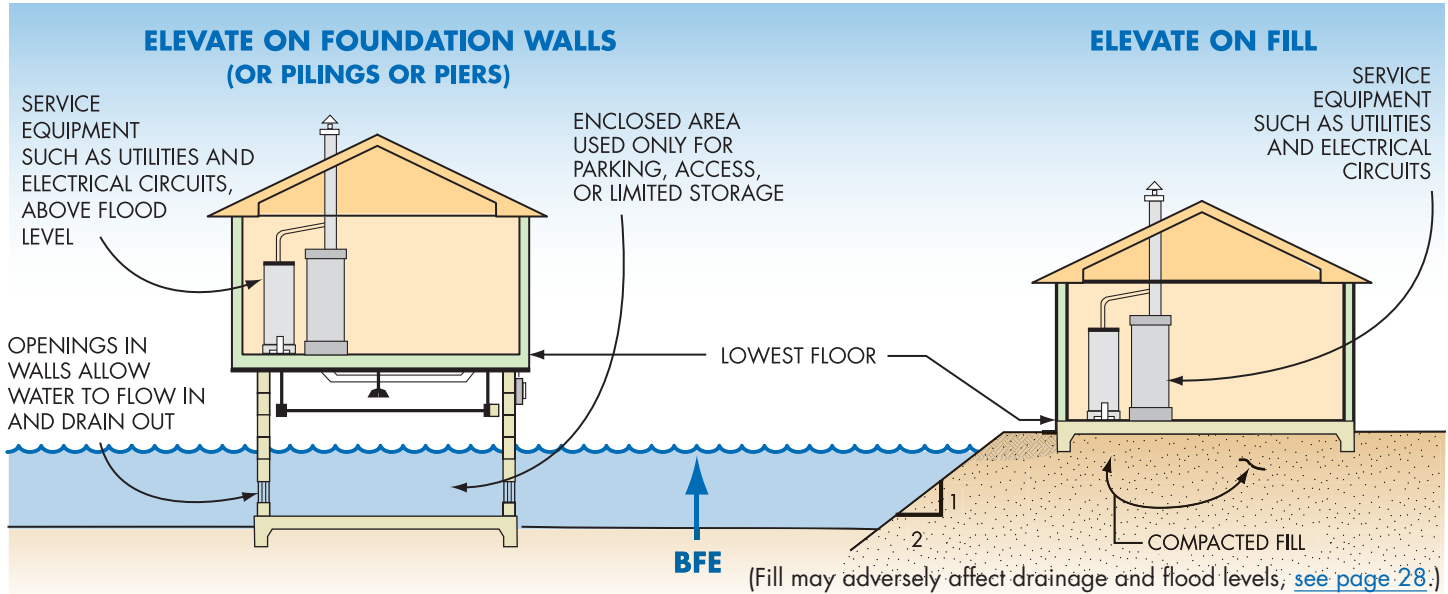 ELEVATE ON FOUNDATION WALLS
(OR PILINGS OR PIERS)
SERVICE
EQUIPMENT
SUCH AS UTILITIES AND
ELECTRICAL CIRCUITS,
ABOVE FLOOD
LEVEL
ENCLOSED AREA
USED ONLY FOR
PARKING, ACCESS,
OR LIMITED STORAGE
OPENINGS IN
WALLS ALLOW
WATER TO FLOW IN
AND DRAIN OUT
LOWEST FLOOR
BFE
ELEVATE ON FILL
SERVICE
EQUIPMENT
SUCH AS UTILITIES
AND ELECTRICAL
CIRCUITS
1
2
COMPACTED FILL
(Fill may adversely affect drainage and flood levels, see page 28.)